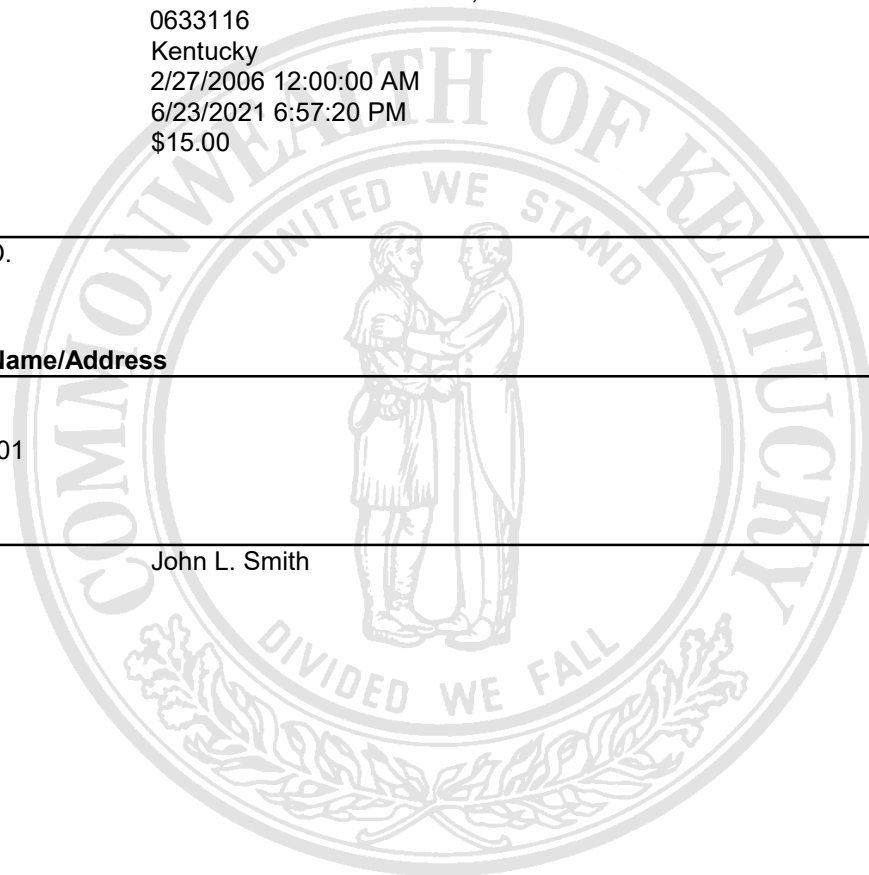 0633116
Kentucky
2/27/2006 12:00:00 AM
6/23/2021 6:57:20 PM
$15.00
COMMONWEALTH OF KENTUCKY
UNITED WE STAND
Name/Address
01
John L. Smith
DIVIDED WE FALL